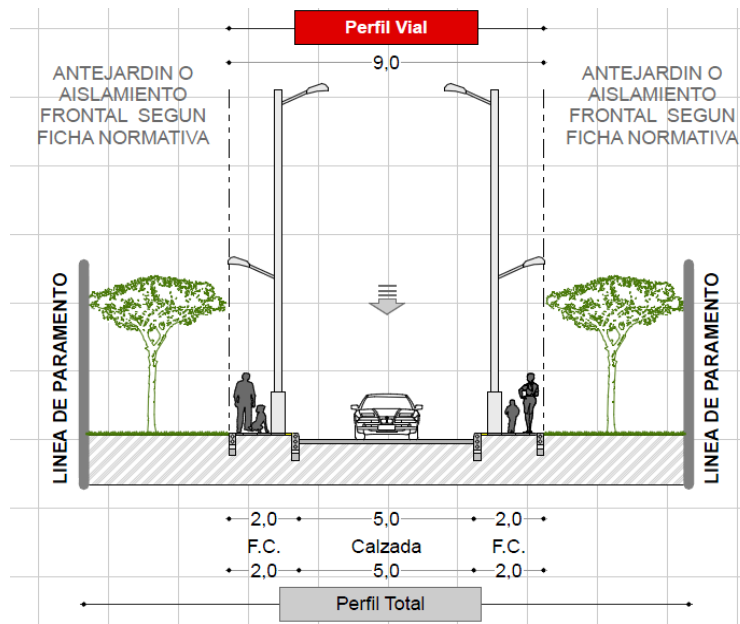 Perfil Vial
9,0
ANTEJARDIN O
AISLAMIENTO
FRONTAL SEGUN
FICHA NORMATIVA
ANTEJARDIN O
AISLAMIENTO
FRONTAL SEGUN
FICHA NORMATIVA
LINEA DE PARAMENTO
LINEA DE PARAMENTO
2,0 5,0 2,0
F.C. Calzada F.C.
2,0 5,0 2,0
Perfil Total